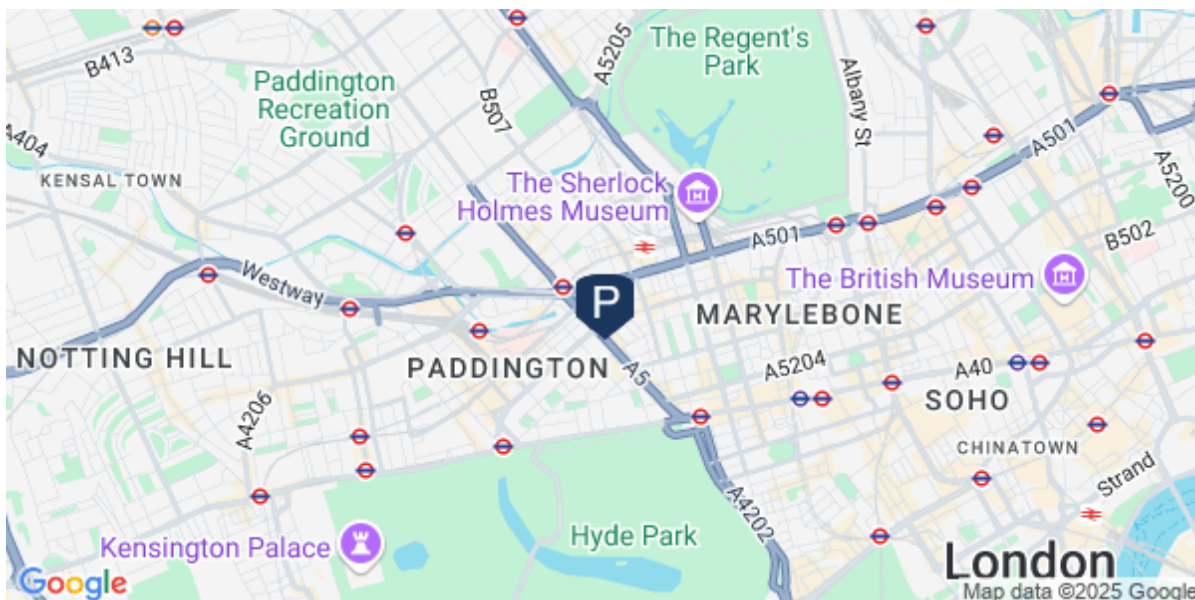 The Regent's
Park
A5205
B413
Albany St
Paddington
Recreation
Ground
B507
A501
A404
A5200
KENSAL TOWN
The Sherlock
Holmes Museum
A501
B502
Westway
The British Museum
P
MARYLEBONE
NOTTING HILL
PADDINGTON
A5
A5204
A40
SOHO
A4206
CHINATOWN
Strand
A4202
Hyde Park
Kensington Palace
London
Google
Map data ©2025 Google